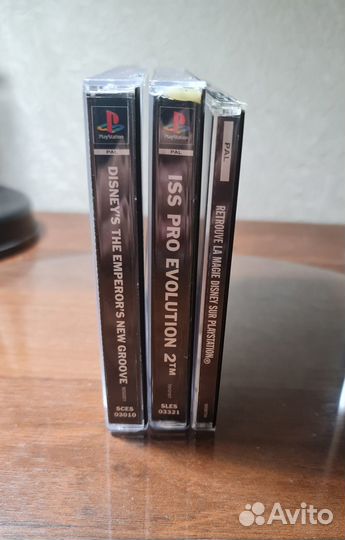 PlayStation
PAL
DISNEY'S THE EMPEROR'S NEW GROOVE
SCES
03010
PlayStation
PAL
ISS PRO EVOLUTION 2™
SLES
03321
PAL
RETROUVE LA MAGIE DISNEY SUR PLAYSTATION®
Avito